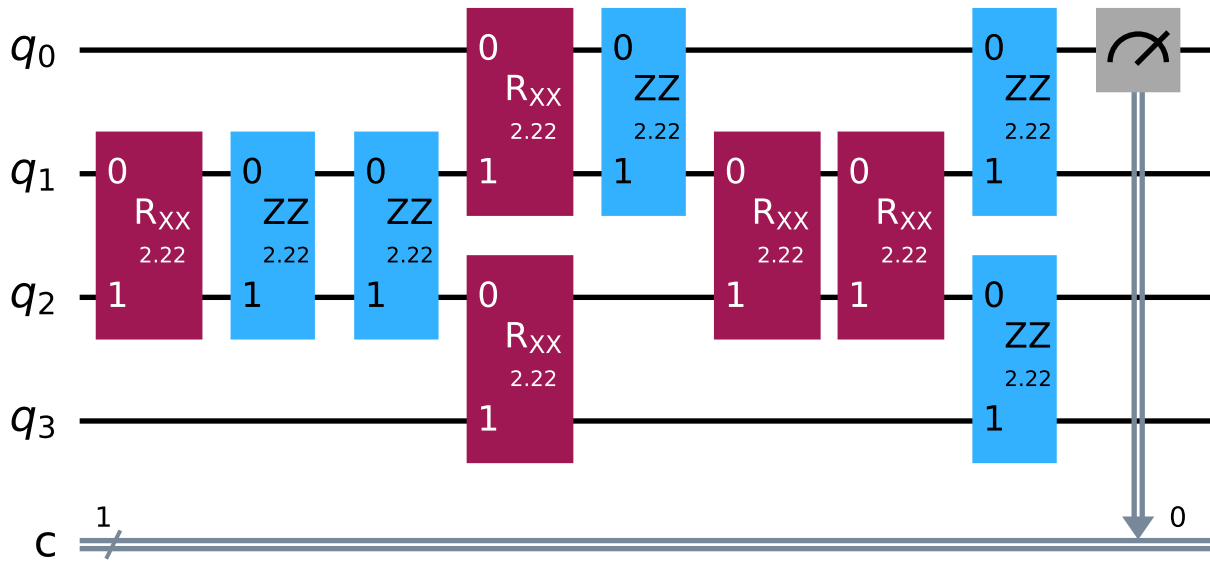 q0 0 0 0
RXX ZZ ZZ
2.22 2.22 2.22
q1 0 0 0 1 1 0 0 1
RXX ZZ ZZ RXX RXX
2.22 2.22 2.22 2.22 2.22
q2 1 1 1 0 1 1 0
RXX ZZ
2.22 2.22
q3 1 1
1 0
c